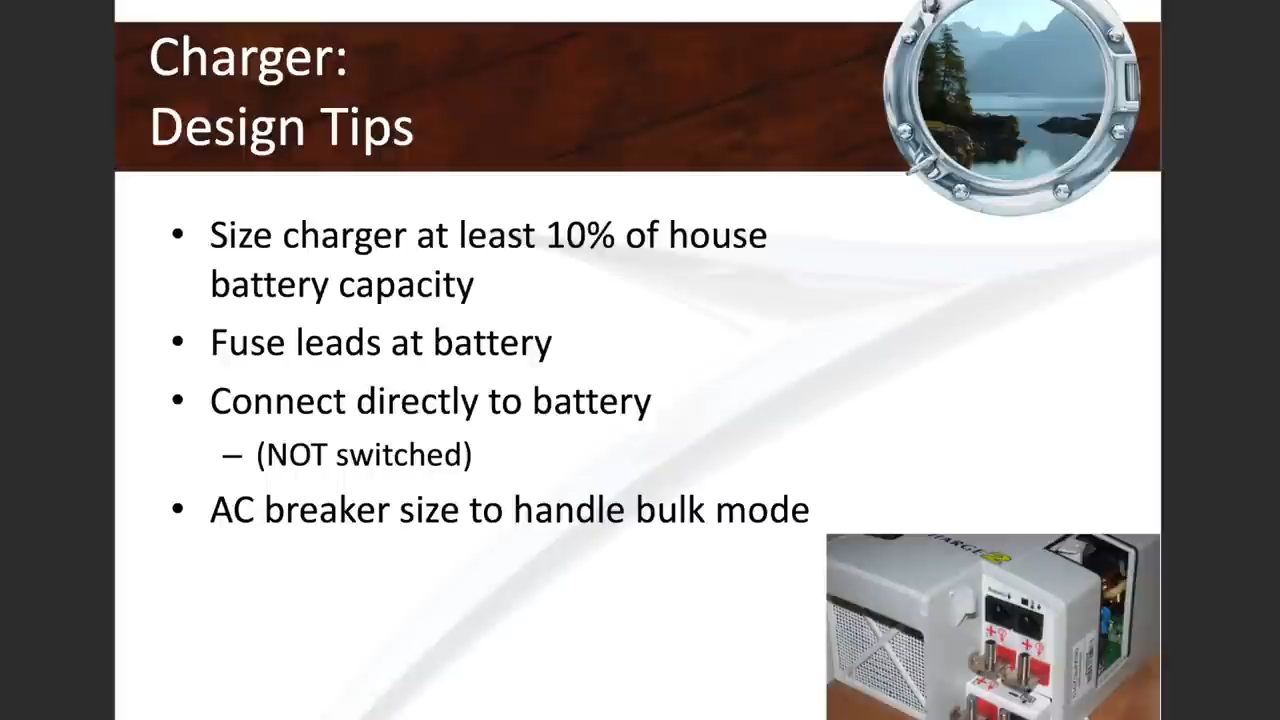 Charger:
Design Tips
• Size charger at least 10% of house
battery capacity
• Fuse leads at battery
• Connect directly to battery
– (NOT switched)
• AC breaker size to handle bulk mode